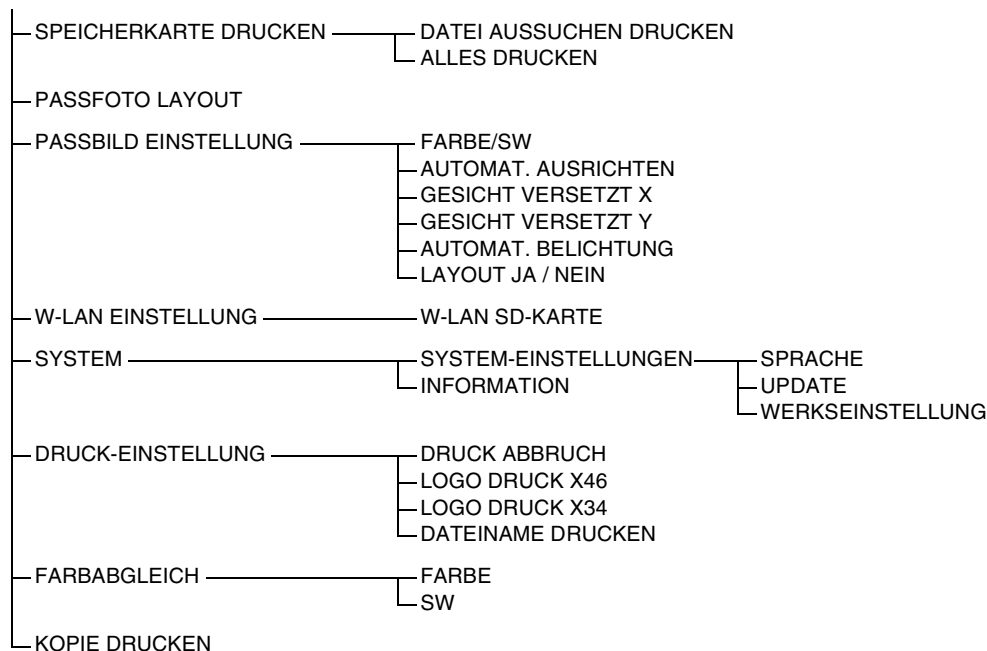 SPEICHERKARTE DRUCKEN DATEI AUSSUCHEN DRUCKEN
ALLES DRUCKEN
PASSFOTO LAYOUT
PASSBILD EINSTELLUNG FARBE/SW
AUTOMAT. AUSRICHTEN
GESICHT VERSETZT X
GESICHT VERSETZT Y
AUTOMAT. BELICHTUNG
LAYOUT JA / NEIN
W-LAN EINSTELLUNG W-LAN SD-KARTE
SYSTEM SYSTEM-EINSTELLUNGEN SPRACHE
INFORMATION UPDATE
WERKSEINSTELLUNG
DRUCK-EINSTELLUNG DRUCK ABBRUCH
LOGO DRUCK X46
LOGO DRUCK X34
DATEINAME DRUCKEN
FARBABGLEICH FARBE
SW
KOPIE DRUCKEN